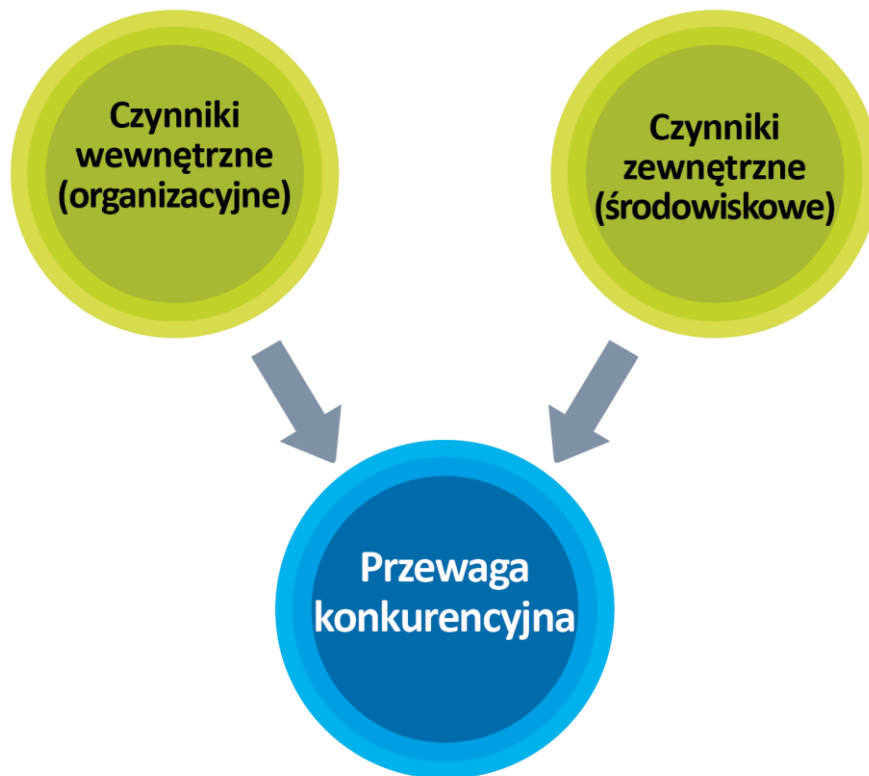 Czynniki
wewnętrzne
(organizacyjne)
Czynniki
zewnętrzne
(środowiskowe)
Przewaga
konkurencyjna